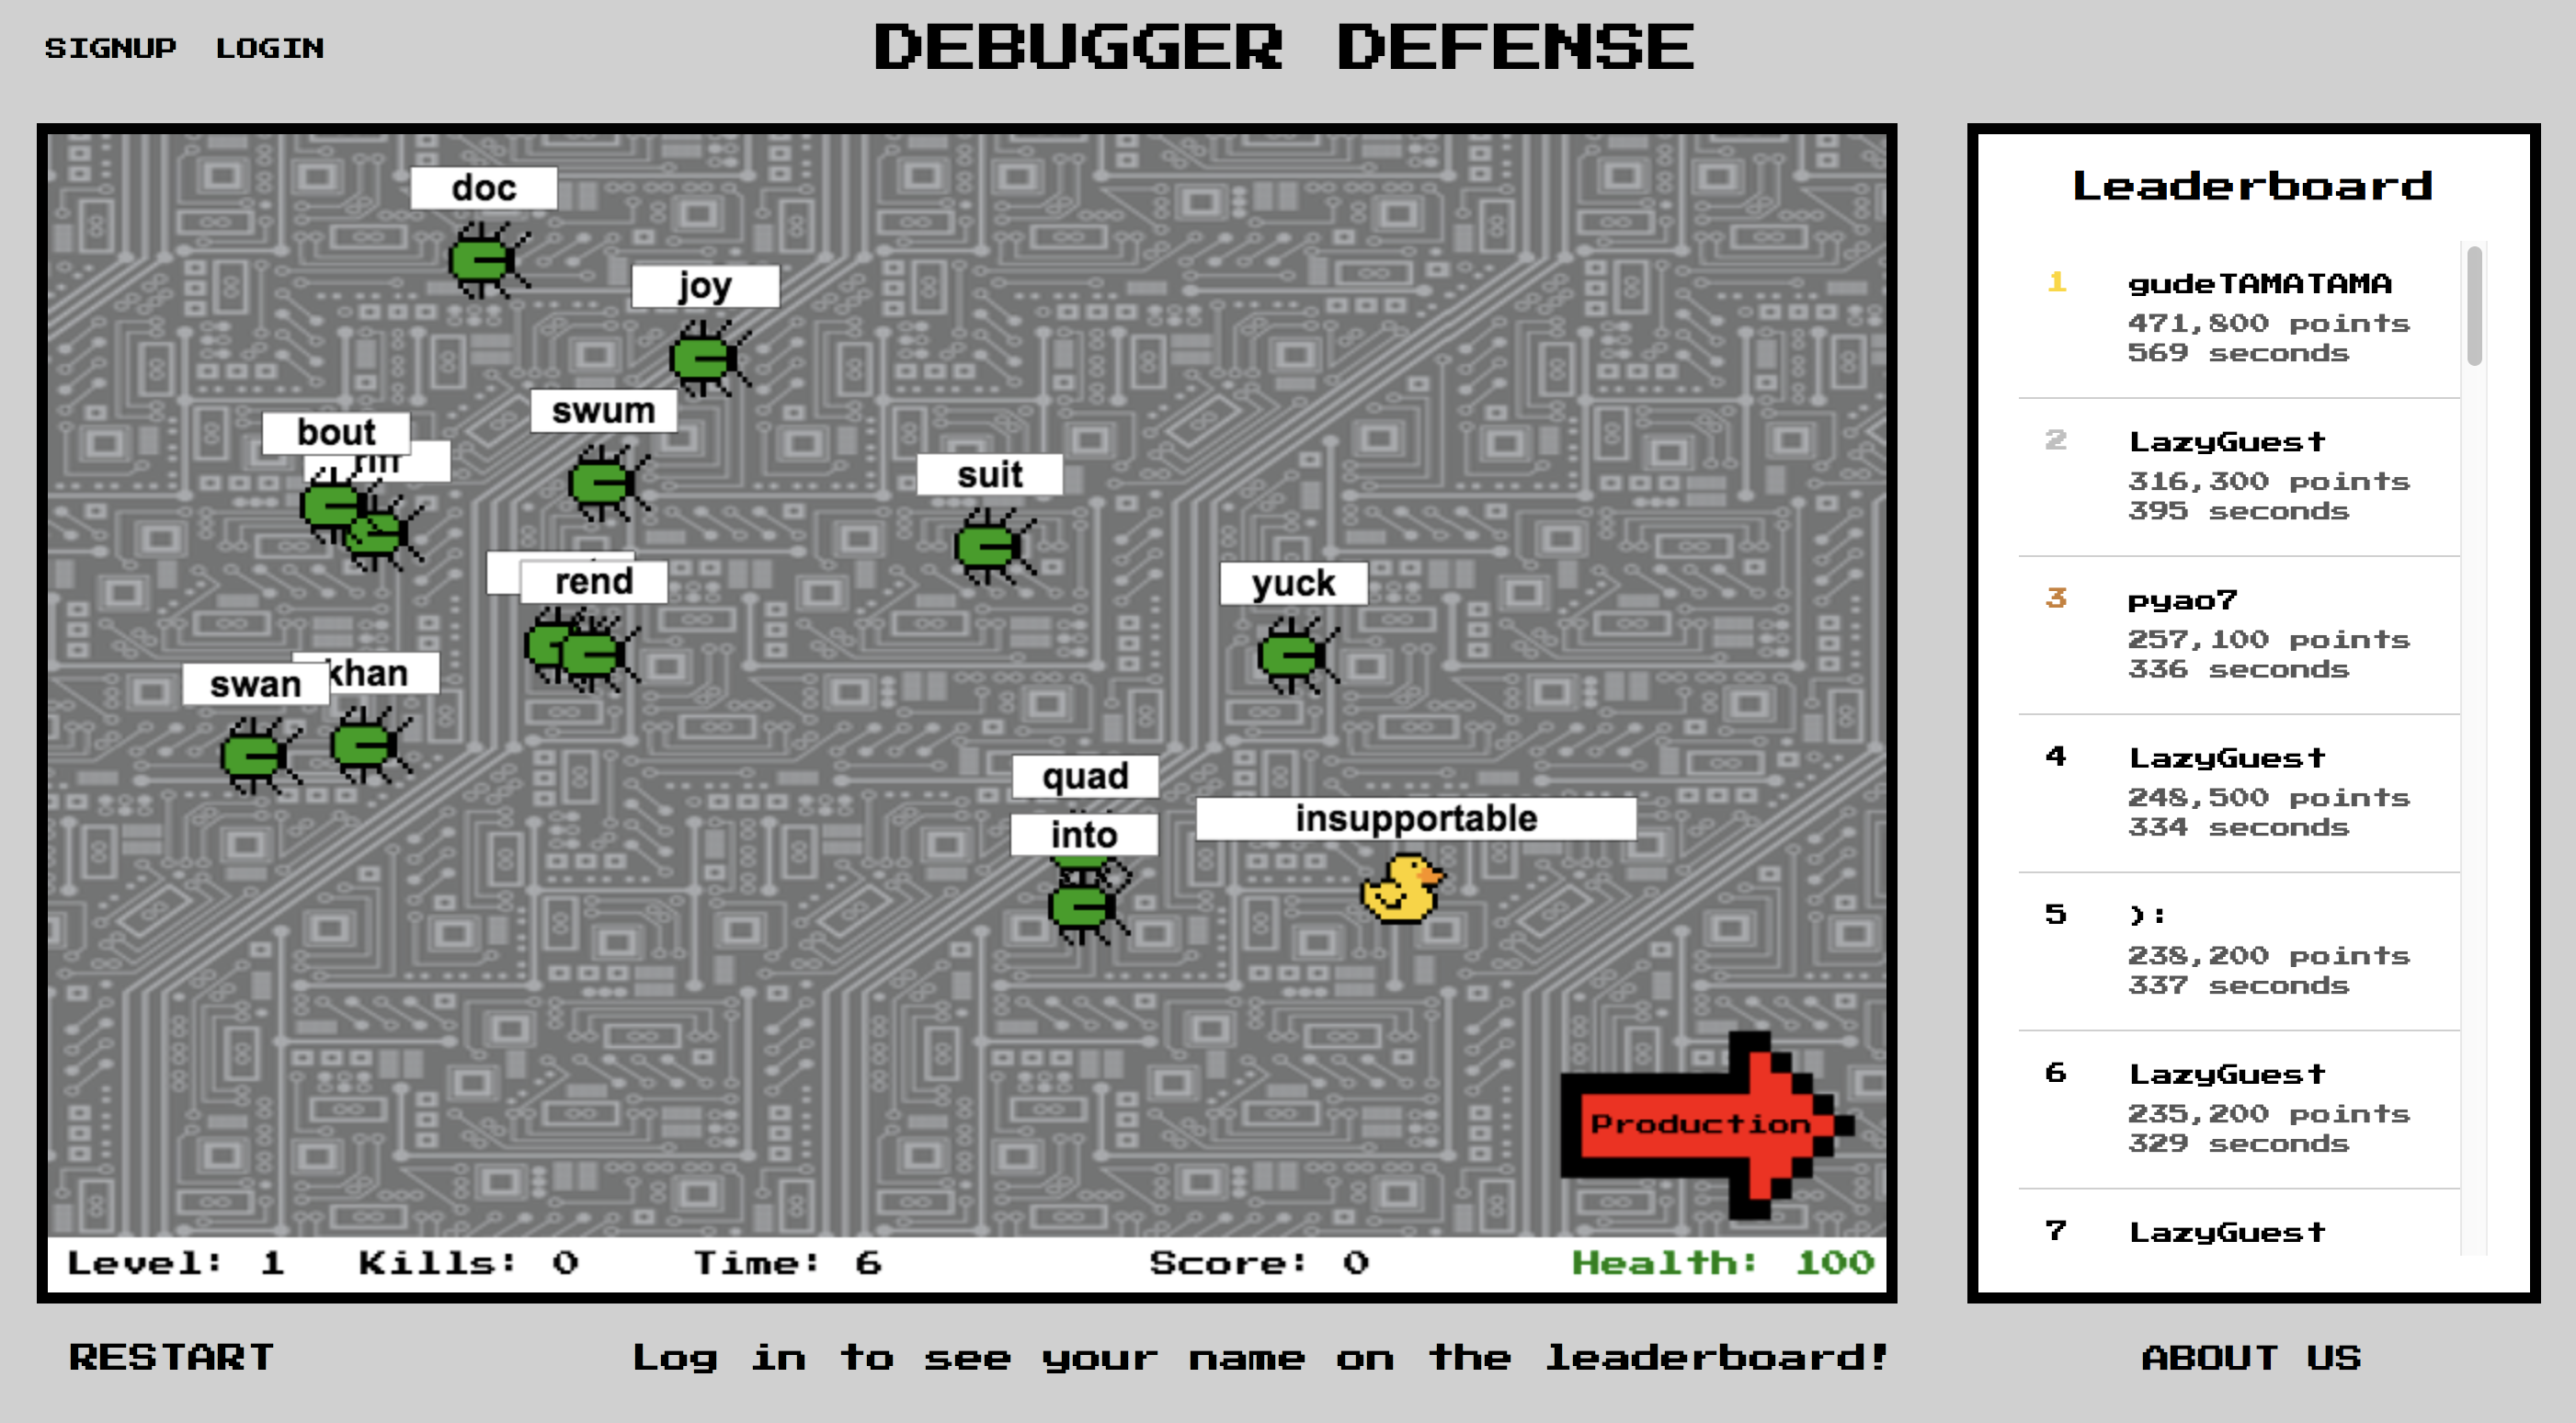 SIGNUP LOGIN
DEBUGGER DEFENSE
doc
joy
swum
bout
suit
rend
yuck
khan
swan
quad
insupportable
into
Production
Level: 1 Kills: 0 Time: 6 Score: 0 Health: 100
Leaderboard
1 gudeTAMATAMA
471,800 points
569 seconds
2 LazyGuest
316,300 points
395 seconds
3 pyao7
257,100 points
336 seconds
4 LazyGuest
248,500 points
334 seconds
5 ):
238,200 points
337 seconds
6 LazyGuest
235,200 points
329 seconds
7 LazyGuest
RESTART
Log in to see your name on the leaderboard!
ABOUT US